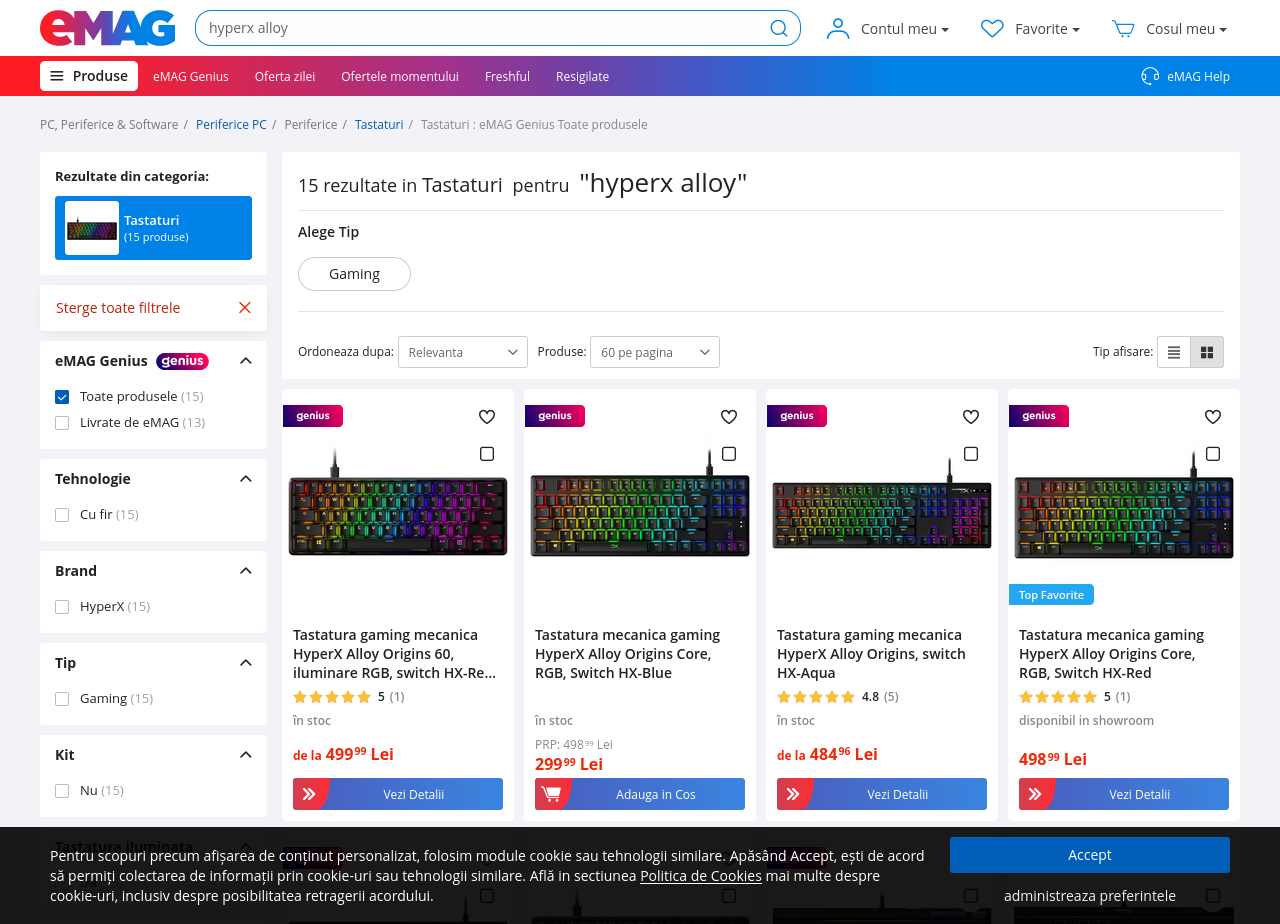 eMAG
hyperx alloy
Contul meu
Favorite
Cosul meu
Produse
eMAG Genius
Oferta zilei
Ofertele momentului
Freshful
Resigilate
eMAG Help
PC, Periferice & Software / Periferice PC / Periferice / Tastaturi / Tastaturi : eMAG Genius Toate produsele
Rezultate din categoria:
Tastaturi
(15 produse)
Sterge toate filtrele
eMAG Genius genius
Toate produsele (15)
Livrate de eMAG (13)
Tehnologie
Cu fir (15)
Brand
HyperX (15)
Tip
Gaming (15)
Kit
Nu (15)
Tastatura iluminata
15 rezultate in Tastaturi pentru "hyperx alloy"
Alege Tip
Gaming
Ordoneaza dupa: Relevanta
Produse: 60 pe pagina
Tip afisare:
genius
Tastatura gaming mecanica
HyperX Alloy Origins 60,
iluminare RGB, switch HX-Re...
5 (1)
în stoc
de la 499⁹⁹ Lei
Vezi Detalii
genius
Tastatura mecanica gaming
HyperX Alloy Origins Core,
RGB, Switch HX-Blue
în stoc
PRP: 498⁹⁹ Lei
299⁹⁹ Lei
Adauga in Cos
genius
Tastatura gaming mecanica
HyperX Alloy Origins, switch
HX-Aqua
4.8 (5)
în stoc
de la 484⁹⁶ Lei
Vezi Detalii
genius
Top Favorite
Tastatura mecanica gaming
HyperX Alloy Origins Core,
RGB, Switch HX-Red
5 (1)
disponibil in showroom
498⁹⁹ Lei
Vezi Detalii
Pentru scopuri precum afișarea de conținut personalizat, folosim module cookie sau tehnologii similare. Apăsând Accept, ești de acord
să permiți colectarea de informații prin cookie-uri sau tehnologii similare. Află in sectiunea Politica de Cookies mai multe despre
cookie-uri, inclusiv despre posibilitatea retragerii acordului.
Accept
administreaza preferintele